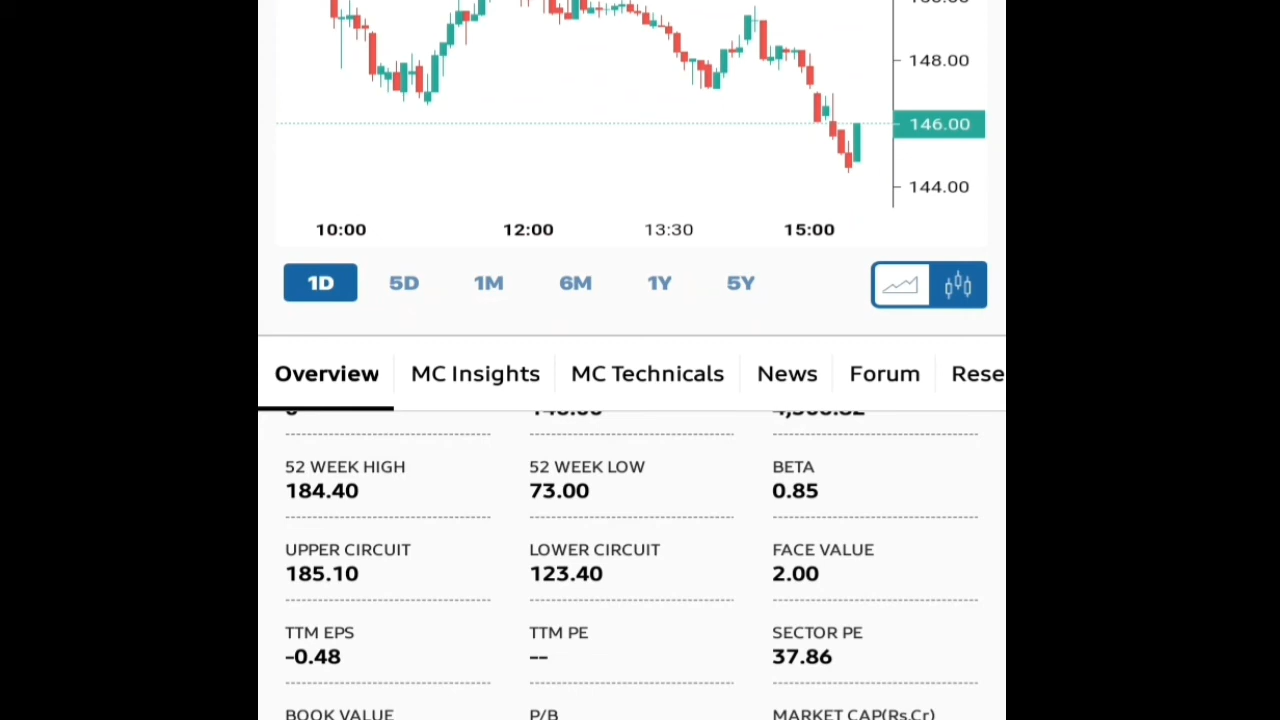 148.00
146.00
144.00
10:00 12:00 13:30 15:00
1D 5D 1M 6M 1Y 5Y
Overview MC Insights MC Technicals News Forum Rese
52 WEEK HIGH 52 WEEK LOW BETA
184.40 73.00 0.85
UPPER CIRCUIT LOWER CIRCUIT FACE VALUE
185.10 123.40 2.00
TTM EPS TTM PE SECTOR PE
-0.48 -- 37.86
BOOK VALUE P/B MARKET CAP(Rs.Cr)